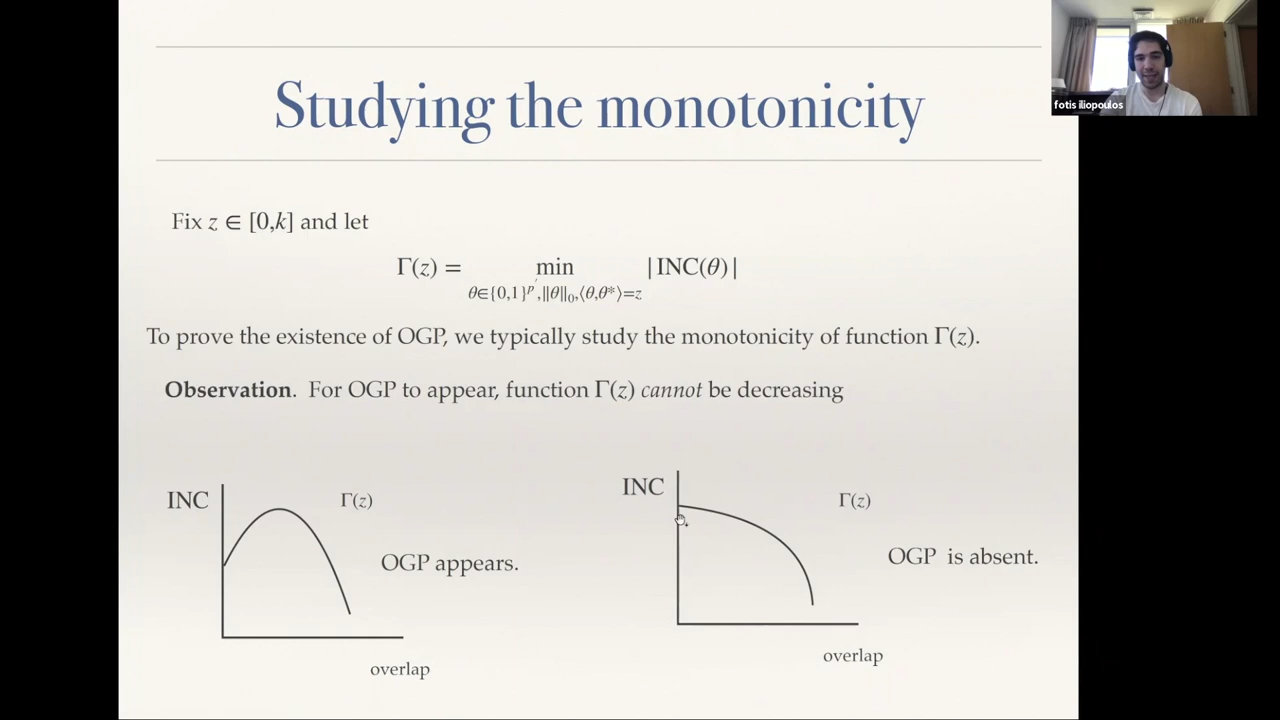 Studying the monotonicity
fotis iliopoulos
Fix z ∈ [0,k] and let
Γ(z) = min |INC(θ)|
θ∈{0,1}ᵖ,‖θ‖₀,⟨θ,θ*⟩=z
To prove the existence of OGP, we typically study the monotonicity of function Γ(z).
Observation. For OGP to appear, function Γ(z) cannot be decreasing
INC
Γ(z)
OGP appears.
overlap
INC
Γ(z)
OGP is absent.
overlap